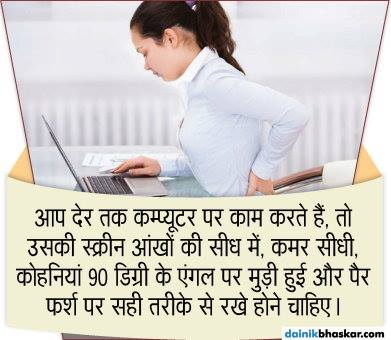 आप देर तक कम्प्यूटर पर काम करते हैं, तो
उसकी स्क्रीन आंखों की सीध में, कमर सीधी,
कोहनियां 90 डिग्री के एंगल पर मुड़ी हुई और पैर
फर्श पर सही तरीके से रखे होने चाहिए।
dainikbhaskar.com